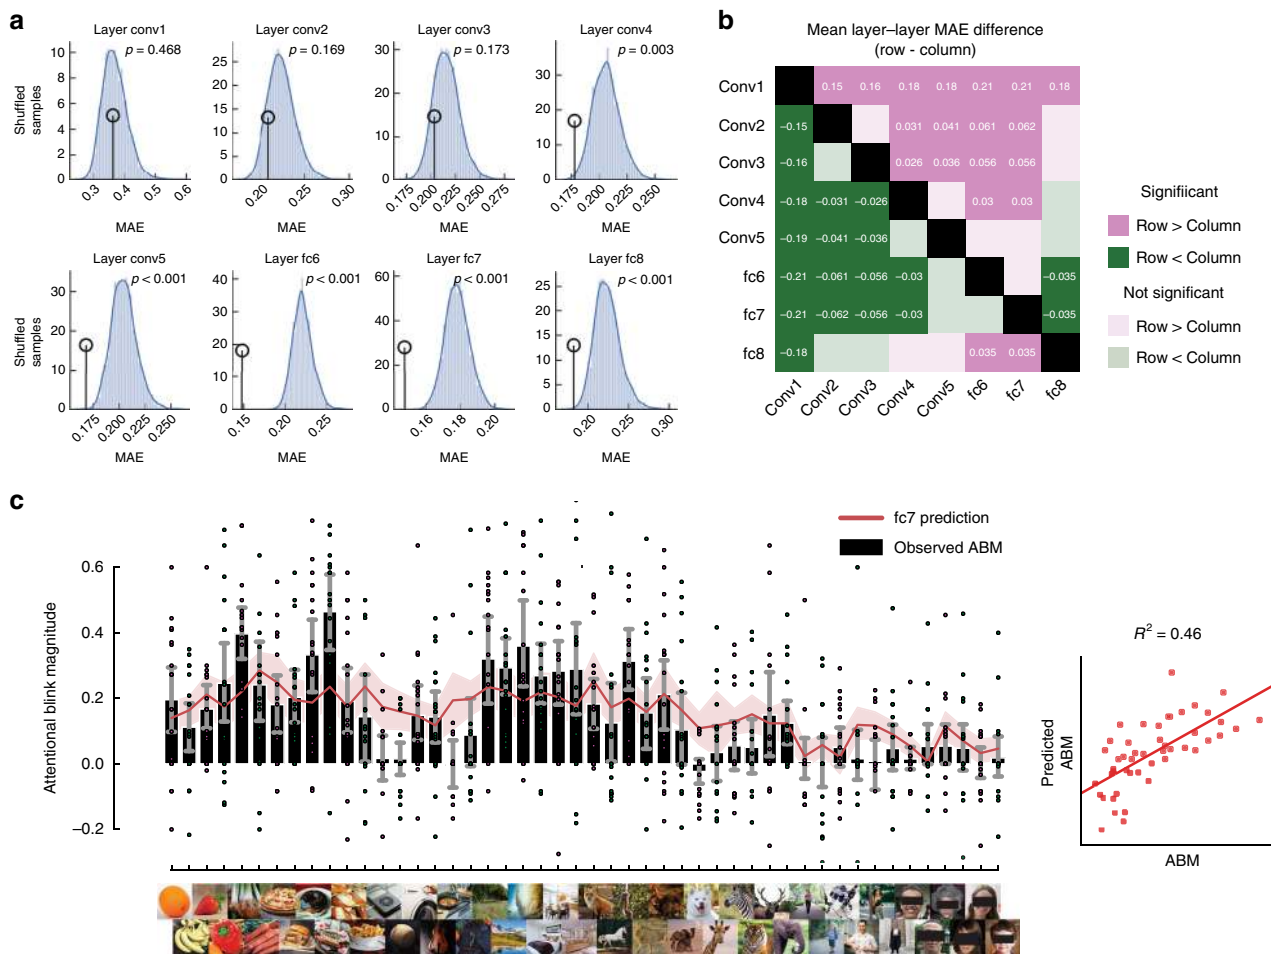 a
Layer conv1
p = 0.468
Shuffled
samples
10
8
6
4
2
0
0.3
0.4
0.5
0.6
MAE
Layer conv2
p = 0.169
25
20
15
10
5
0
0.20
0.25
0.30
MAE
Layer conv3
p = 0.173
30
20
10
0
0.175
0.200
0.225
0.250
0.275
MAE
Layer conv4
p = 0.003
30
20
10
0
0.175
0.200
0.225
0.250
MAE
Layer conv5
p < 0.001
Shuffled
samples
30
20
10
0
0.175
0.200
0.225
0.250
MAE
Layer fc6
p < 0.001
40
30
20
10
0
0.15
0.20
0.25
MAE
Layer fc7
p < 0.001
60
40
20
0
0.16
0.18
0.20
MAE
Layer fc8
p < 0.001
25
20
15
10
5
0
0.20
0.25
0.30
MAE
b
Mean layer–layer MAE difference
(row - column)
Conv1 0.15 0.16 0.18 0.18 0.21 0.21 0.18
Conv2 −0.15 0.031 0.041 0.061 0.062
Conv3 −0.16 0.026 0.036 0.056 0.056
Conv4 −0.18 −0.031 −0.026 0.03 0.03
Conv5 −0.19 −0.041 −0.036
fc6 −0.21 −0.061 −0.056 −0.03 −0.035
fc7 −0.21 −0.062 −0.056 −0.03 −0.035
fc8 −0.18 0.035 0.035
Conv1 Conv2 Conv3 Conv4 Conv5 fc6 fc7 fc8
Signifiicant
Row > Column
Row < Column
Not significant
Row > Column
Row < Column
c
fc7 prediction
Observed ABM
Attentional blink magnitude
0.6
0.4
0.2
0.0
−0.2
R² = 0.46
Predicted
ABM
ABM